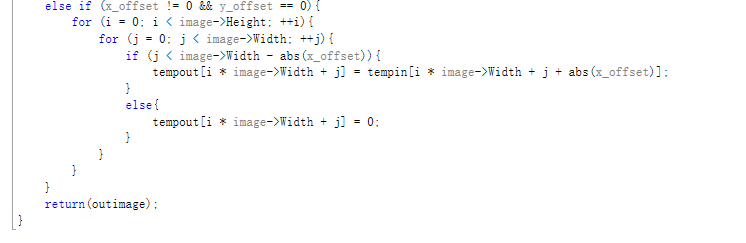 else if (x_offset != 0 && y_offset == 0){
for (i = 0; i < image->Height; ++i){
for (j = 0; j < image->Width; ++j){
if (j < image->Width - abs(x_offset)){
tempout[i * image->Width + j] = tempin[i * image->Width + j + abs(x_offset)];
}
else{
tempout[i * image->Width + j] = 0;
}
}
}
}
return(outimage);
}